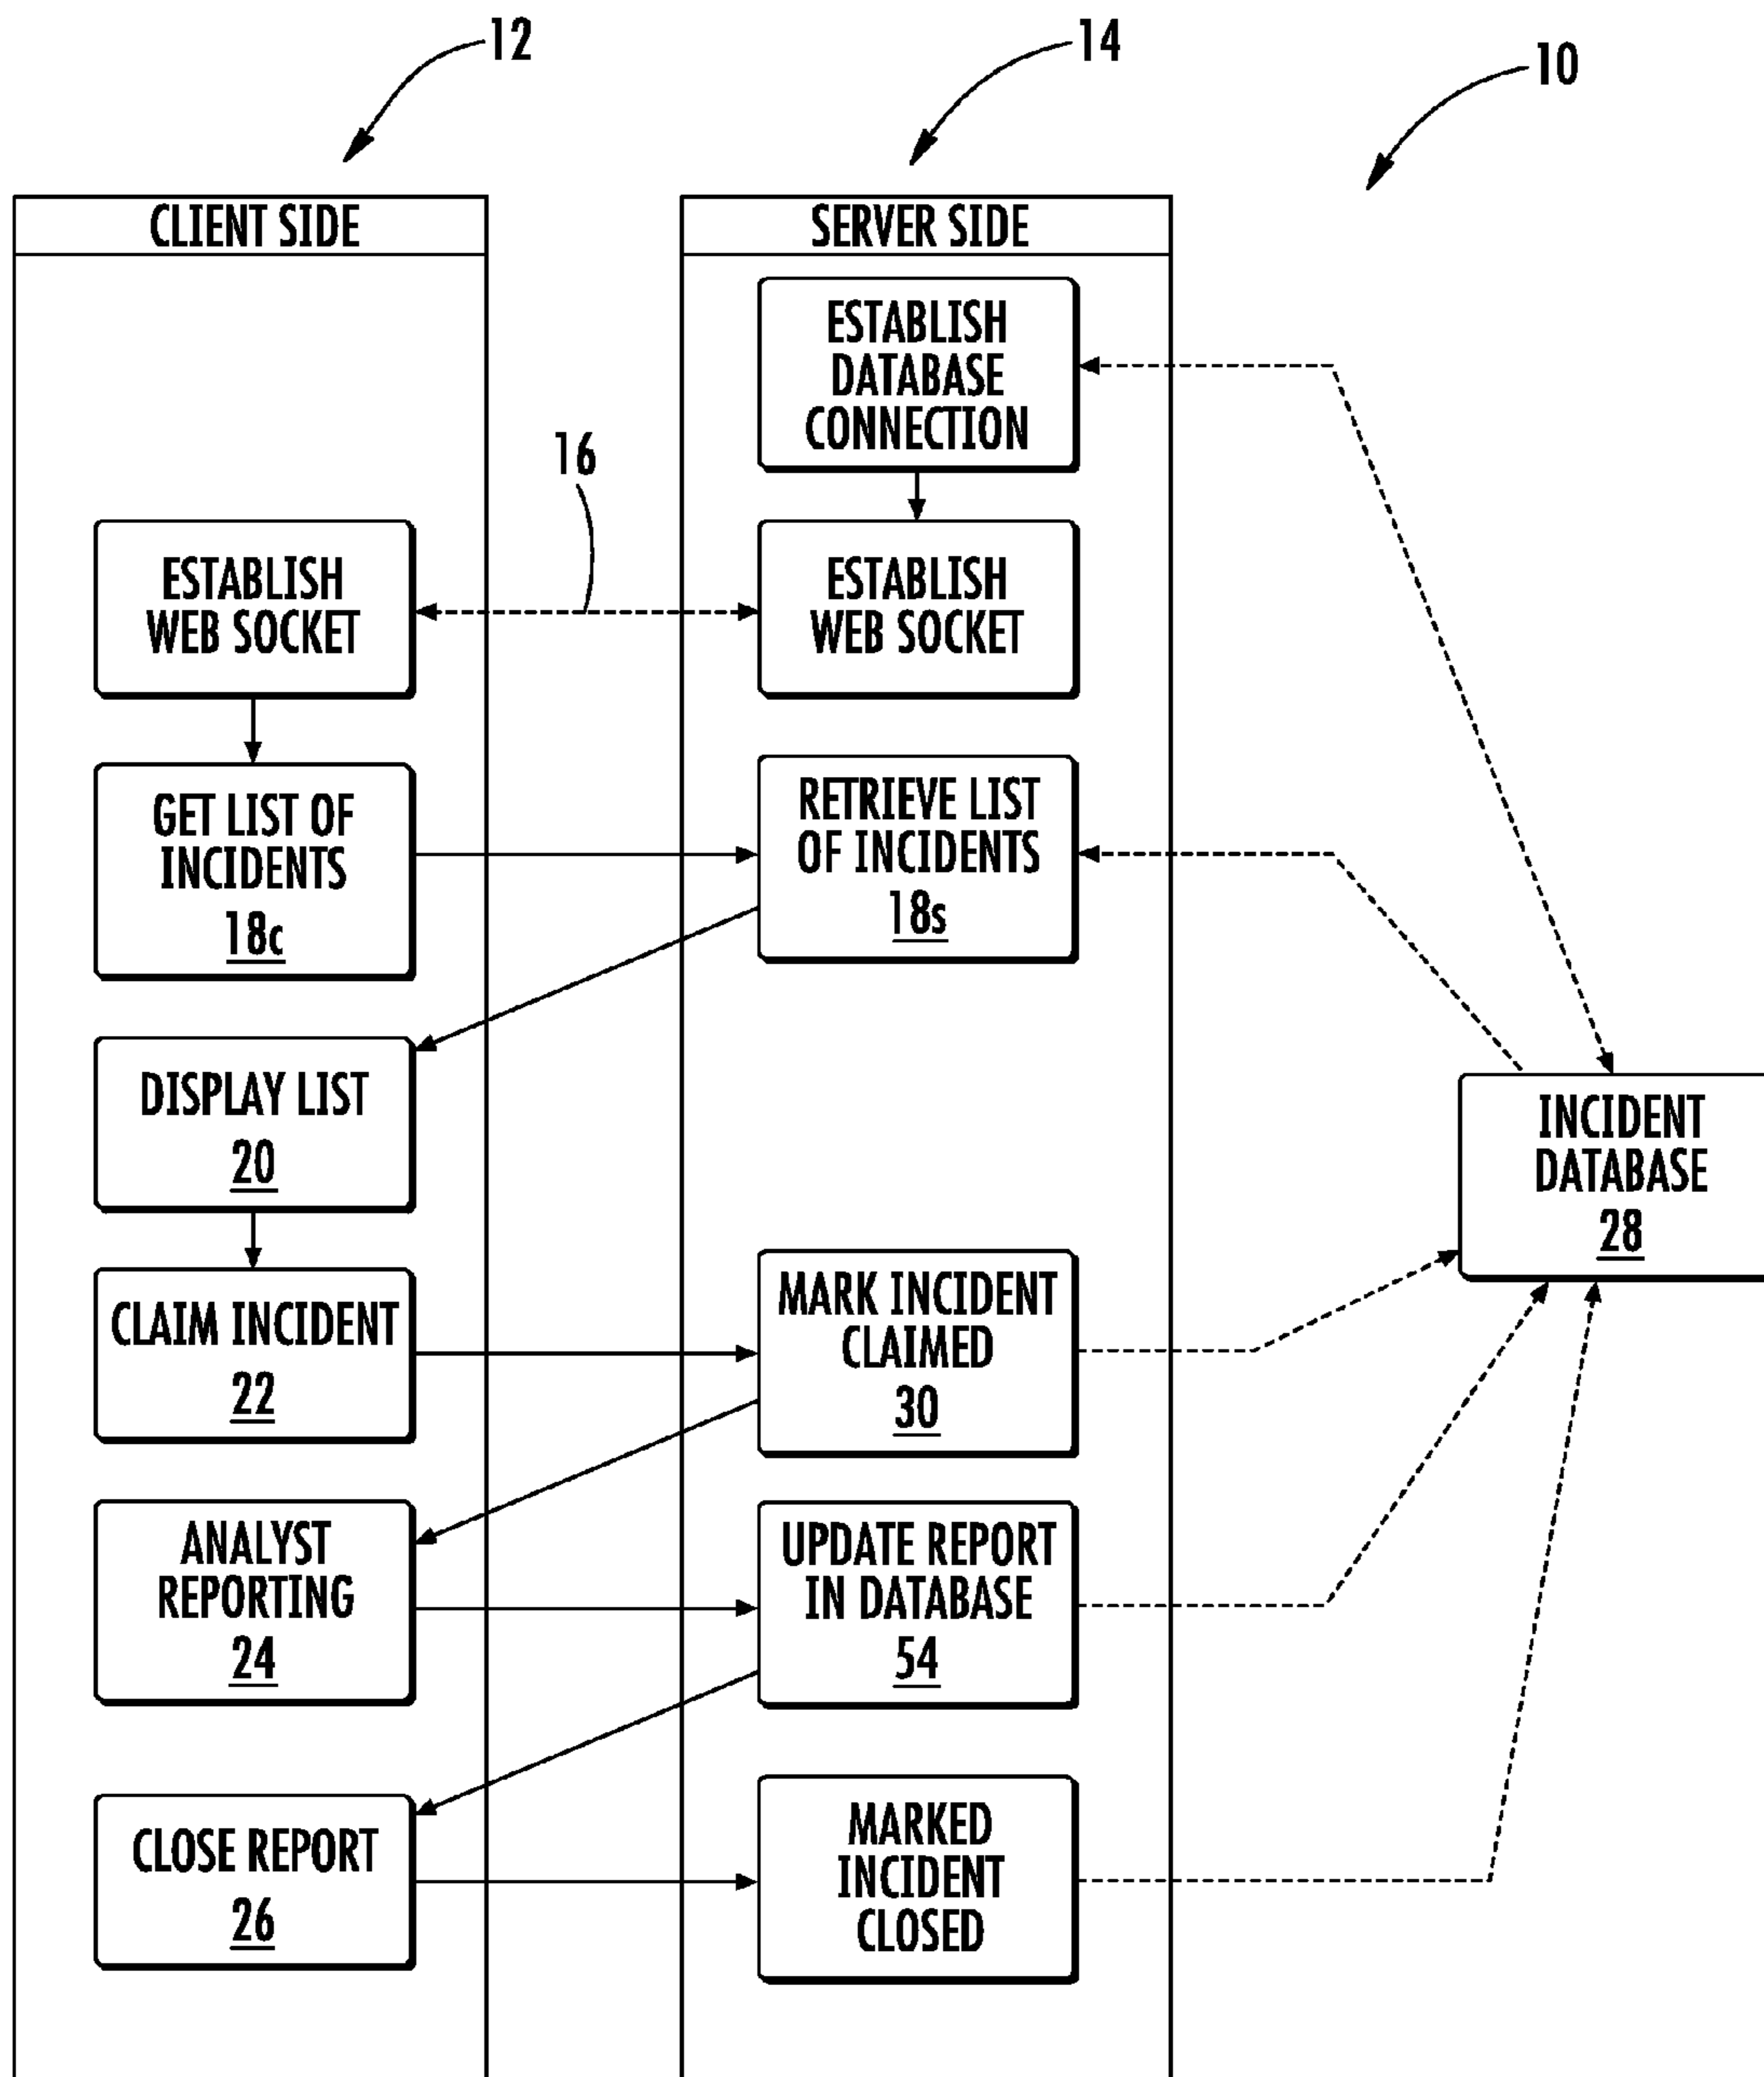 12
14
10
CLIENT SIDE
SERVER SIDE
ESTABLISH
DATABASE
CONNECTION
16
ESTABLISH
WEB SOCKET
ESTABLISH
WEB SOCKET
GET LIST OF
INCIDENTS
18c
RETRIEVE LIST
OF INCIDENTS
18s
DISPLAY LIST
20
INCIDENT
DATABASE
28
CLAIM INCIDENT
22
MARK INCIDENT
CLAIMED
30
ANALYST
REPORTING
24
UPDATE REPORT
IN DATABASE
54
CLOSE REPORT
26
MARKED
INCIDENT
CLOSED